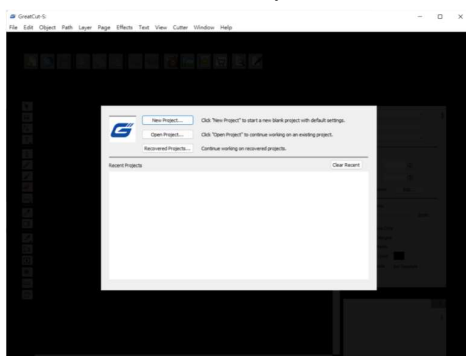 GreatCut-S:
File Edit Object Path Layer Page Effects Text View Cutter Window Help
New Project... Click "New Project" to start a new blank project with default settings.
Open Project... Click "Open Project" to continue working on an existing project.
Recovered Projects... Continue working on recovered projects.
Recent Projects Clear Recent